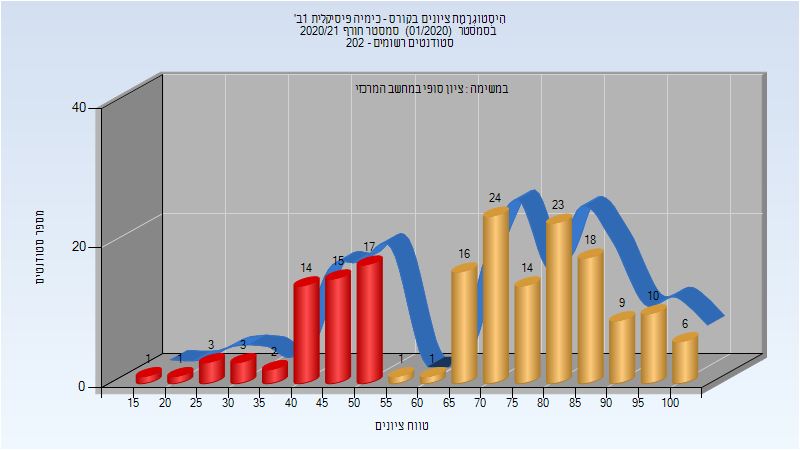 היסטוגרמת ציונים בקורס - כימיה פיסיקלית 1ב'
בסמסטר (01/2020) סמסטר חורף 2020/21
סטודנטים רשומים - 202
במשימה : ציון סופי במחשב המרכזי
40
20
0
מספר סטודנטים
1 1 3 3 2 14 15 17 1 1 16 24 14 23 18 9 10 6
15 20 25 30 35 40 45 50 55 60 65 70 75 80 85 90 95 100
טווח ציונים